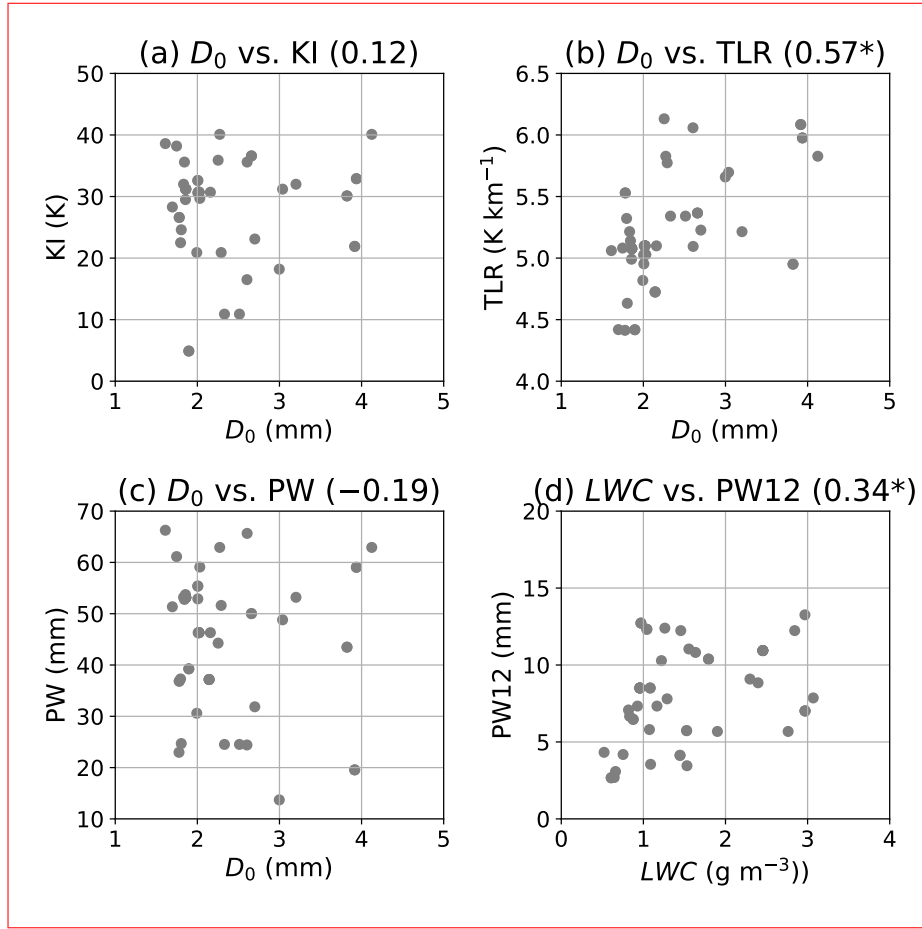 (a) D₀ vs. KI (0.12)
50
40
30
20
10
0
KI (K)
1 2 3 4 5
D₀ (mm)
(b) D₀ vs. TLR (0.57*)
6.5
6.0
5.5
5.0
4.5
4.0
TLR (K km⁻¹)
1 2 3 4 5
D₀ (mm)
(c) D₀ vs. PW (−0.19)
70
60
50
40
30
20
10
PW (mm)
1 2 3 4 5
D₀ (mm)
(d) LWC vs. PW12 (0.34*)
20
15
10
5
0
PW12 (mm)
0 1 2 3 4
LWC (g m⁻³))